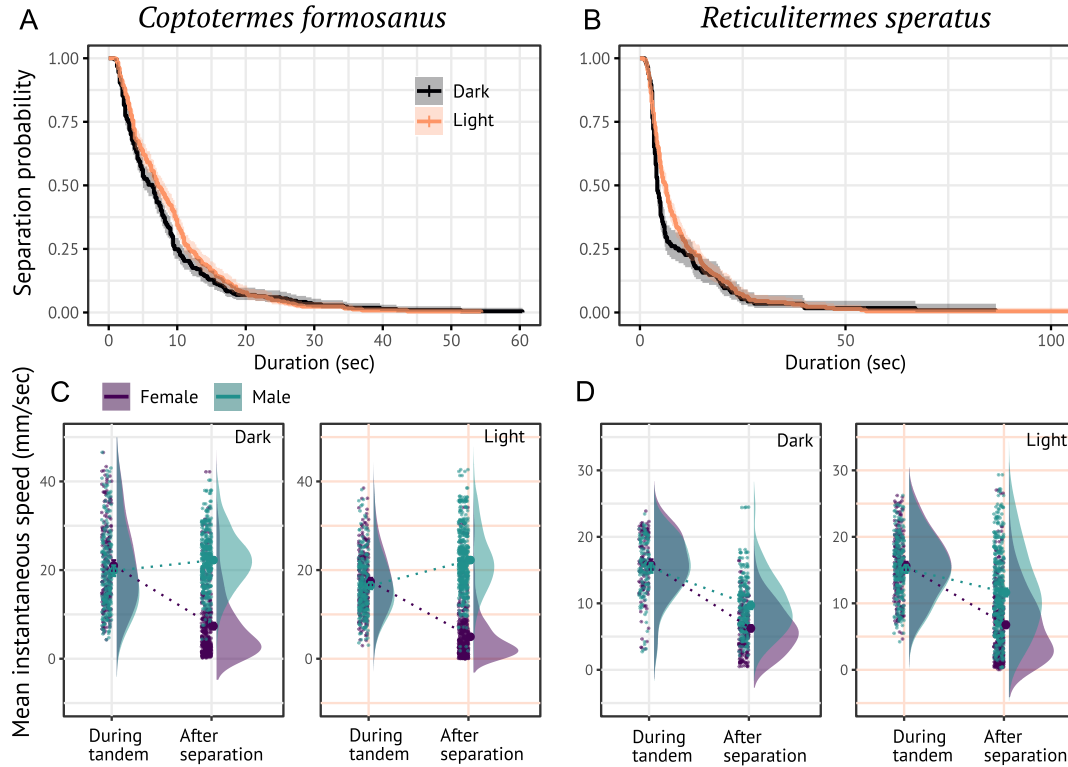 A
Coptotermes formosanus
B
Reticulitermes speratus
Separation probability
1.00
0.75
0.50
0.25
0.00
Dark
Light
0 10 20 30 40 50 60
Duration (sec)
1.00
0.75
0.50
0.25
0.00
0 50 100
Duration (sec)
C
Female Male
D
Mean instantaneous speed (mm/sec)
Dark
40
20
0
During tandem
After separation
Light
40
20
0
During tandem
After separation
Dark
30
20
10
0
During tandem
After separation
Light
30
20
10
0
During tandem
After separation